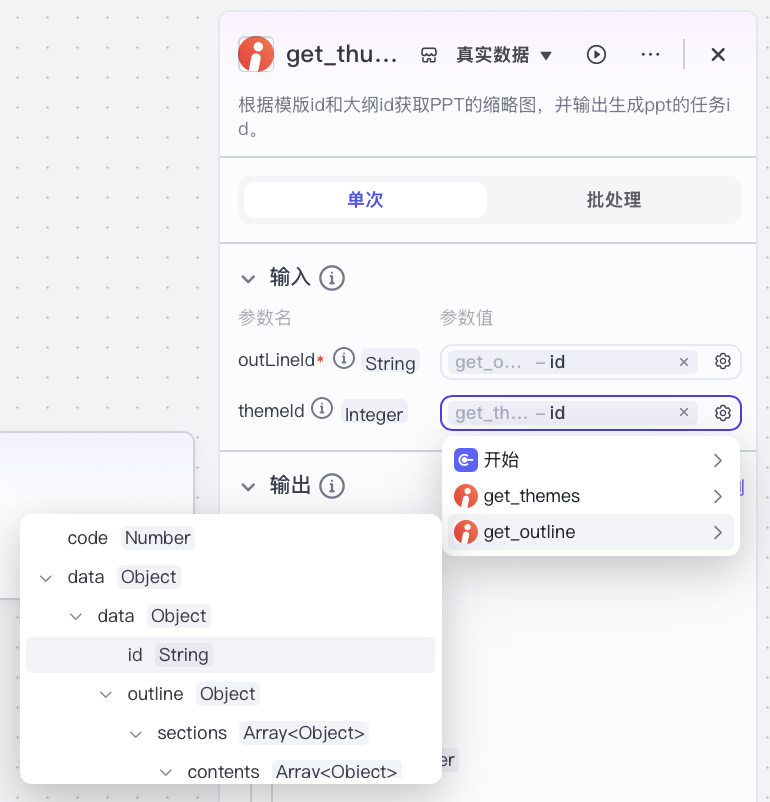 get_thu... 真实数据
根据模版id和大纲id获取PPT的缩略图，并输出生成ppt的任务i
d。
单次 批处理
输入
参数名 参数值
outLineId* String get_o... – id
themeId Integer get_th... – id
输出
开始
get_themes
get_outline
code Number
data Object
data Object
id String
outline Object
sections Array<Object>
contents Array<Object>
er